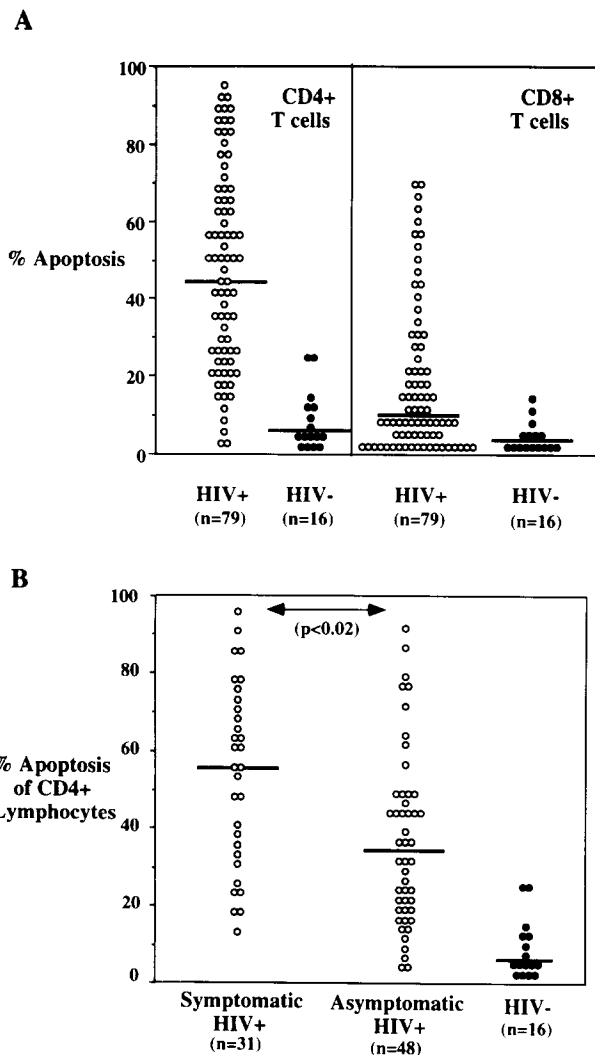 A
100
80
60
40
20
0
% Apoptosis
CD4+
T cells
CD8+
T cells
HIV+
(n=79)
HIV-
(n=16)
HIV+
(n=79)
HIV-
(n=16)
B
100
80
60
40
20
0
% Apoptosis
of CD4+
Lymphocytes
(p<0.02)
Symptomatic
HIV+
(n=31)
Asymptomatic
HIV+
(n=48)
HIV-
(n=16)